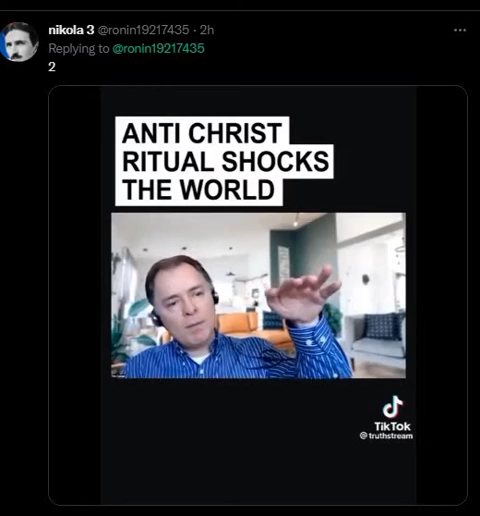 nikola 3 @ronin19217435 · 2h
Replying to @ronin19217435
2
ANTI CHRIST
RITUAL SHOCKS
THE WORLD
TikTok
@truthstream